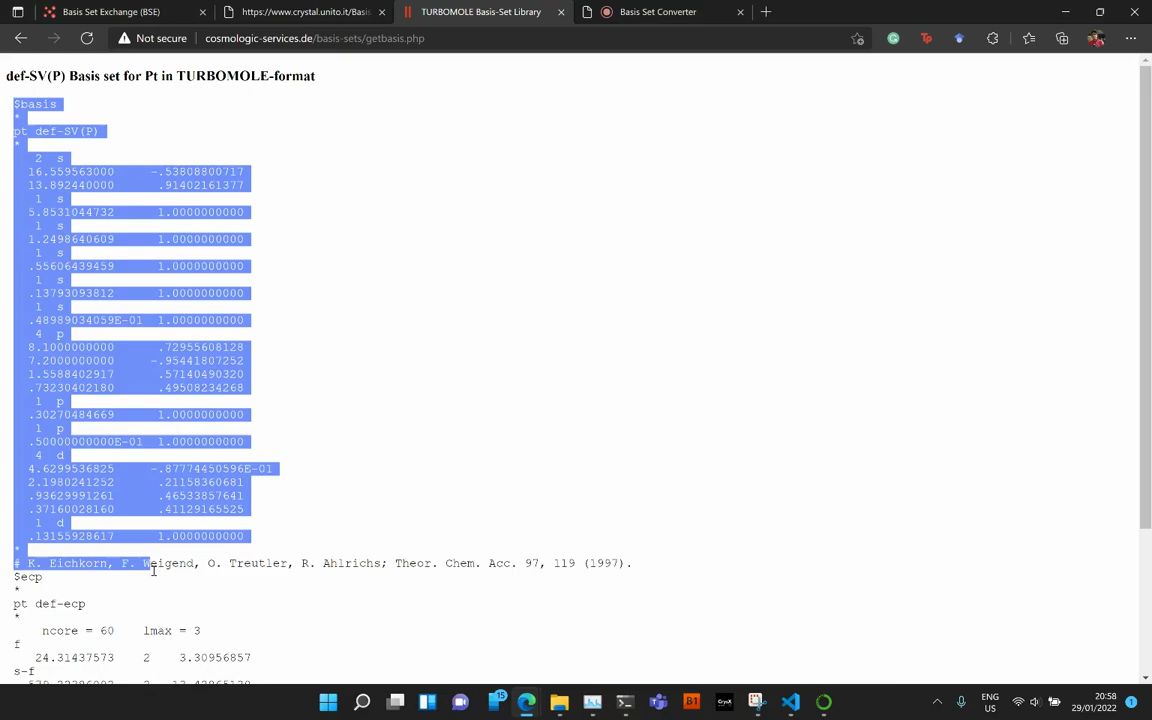 Basis Set Exchange (BSE)
https://www.crystal.unito.it/Basis
TURBOMOLE Basis-Set Library
Basis Set Converter
Not secure
cosmologic-services.de/basis-sets/getbasis.php
def-SV(P) Basis set for Pt in TURBOMOLE-format
$basis
*
pt def-SV(P)
*
2 s
16.559563000 -.53808800717
13.892440000 .91402161377
1 s
5.8531044732 1.0000000000
1 s
1.2498640609 1.0000000000
1 s
.55606439459 1.0000000000
1 s
.13793093812 1.0000000000
1 s
.48989034059E-01 1.0000000000
4 p
8.1000000000 .72955608128
7.2000000000 -.95441807252
1.5588402917 .57140490320
.73230402180 .49508234268
1 p
.30270484669 1.0000000000
1 p
.50000000000E-01 1.0000000000
4 d
4.6299536825 -.87774450596E-01
2.1980241252 .21158360681
.93629991261 .46533857641
.37160028160 .41129165525
1 d
.13155928617 1.0000000000
*
# K. Eichkorn, F. Weigend, O. Treutler, R. Ahlrichs; Theor. Chem. Acc. 97, 119 (1997).
$ecp
*
pt def-ecp
*
ncore = 60 lmax = 3
f
24.31437573 2 3.30956857
s-f
ENG
US
20:58
29/01/2022